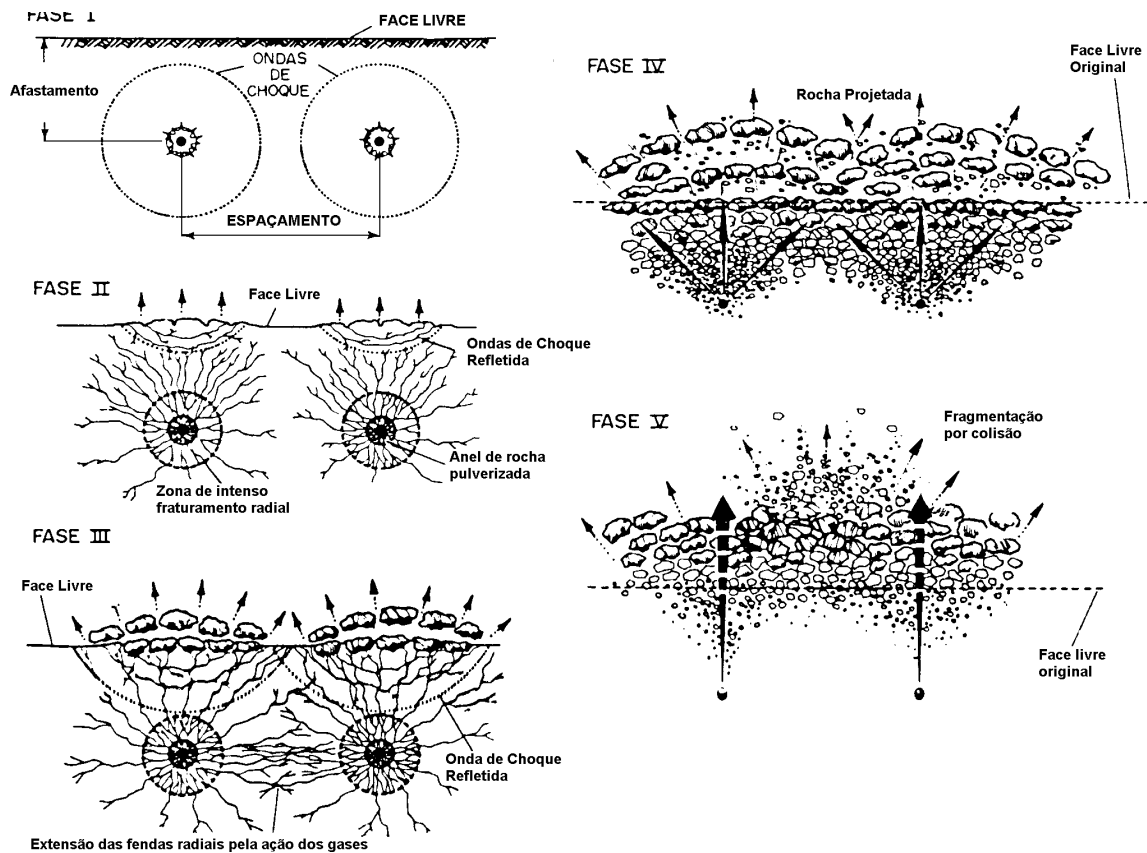 FASE I
FACE LIVRE
ONDAS
DE
CHOQUE
Afastamento
ESPAÇAMENTO
FASE II
Face Livre
Ondas de Choque
Refletida
Anel de rocha
pulverizada
Zona de intenso
fraturamento radial
FASE III
Face Livre
Onda de Choque
Refletida
Extensão das fendas radiais pela ação dos gases
FASE IV
Face Livre
Original
Rocha Projetada
FASE V
Fragmentação
por colisão
Face livre
original